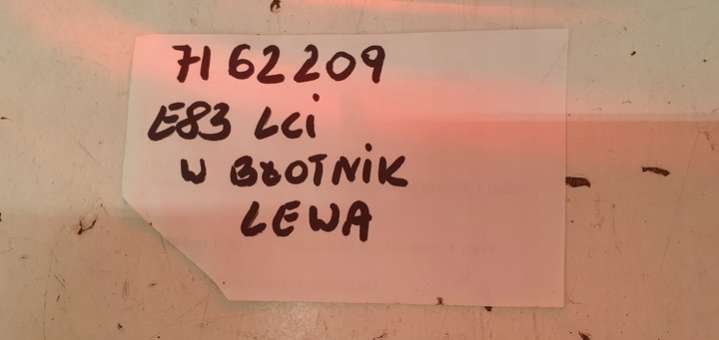 7162209
E83 LCi
W BŁOTNiK
LEWA